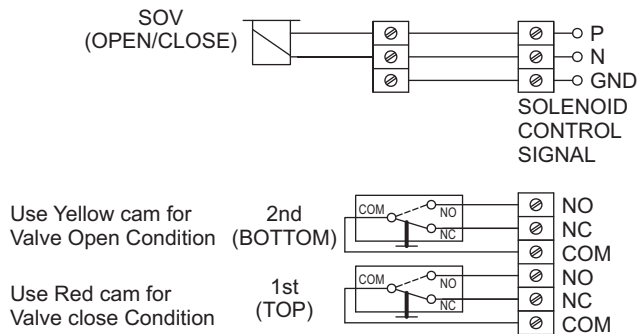 SOV
(OPEN/CLOSE)
P
N
GND
SOLENOID
CONTROL
SIGNAL
Use Yellow cam for
Valve Open Condition
2nd
(BOTTOM)
COM
NO
NC
NO
NC
COM
Use Red cam for
Valve close Condition
1st
(TOP)
COM
NO
NC
NO
NC
COM